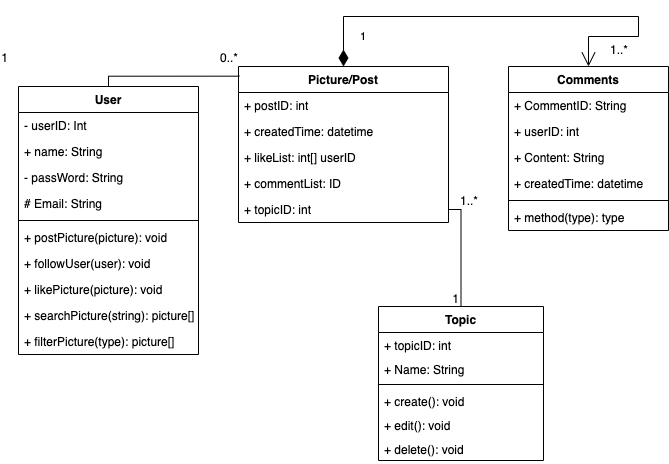 1
0..*
1
1..*
User
- userID: Int
+ name: String
- passWord: String
# Email: String
+ postPicture(picture): void
+ followUser(user): void
+ likePicture(picture): void
+ searchPicture(string): picture[]
+ filterPicture(type): picture[]
Picture/Post
+ postID: int
+ createdTime: datetime
+ likeList: int[] userID
+ commentList: ID
+ topicID: int
Comments
+ CommentID: String
+ userID: int
+ Content: String
+ createdTime: datetime
+ method(type): type
1..*
1
Topic
+ topicID: int
+ Name: String
+ create(): void
+ edit(): void
+ delete(): void